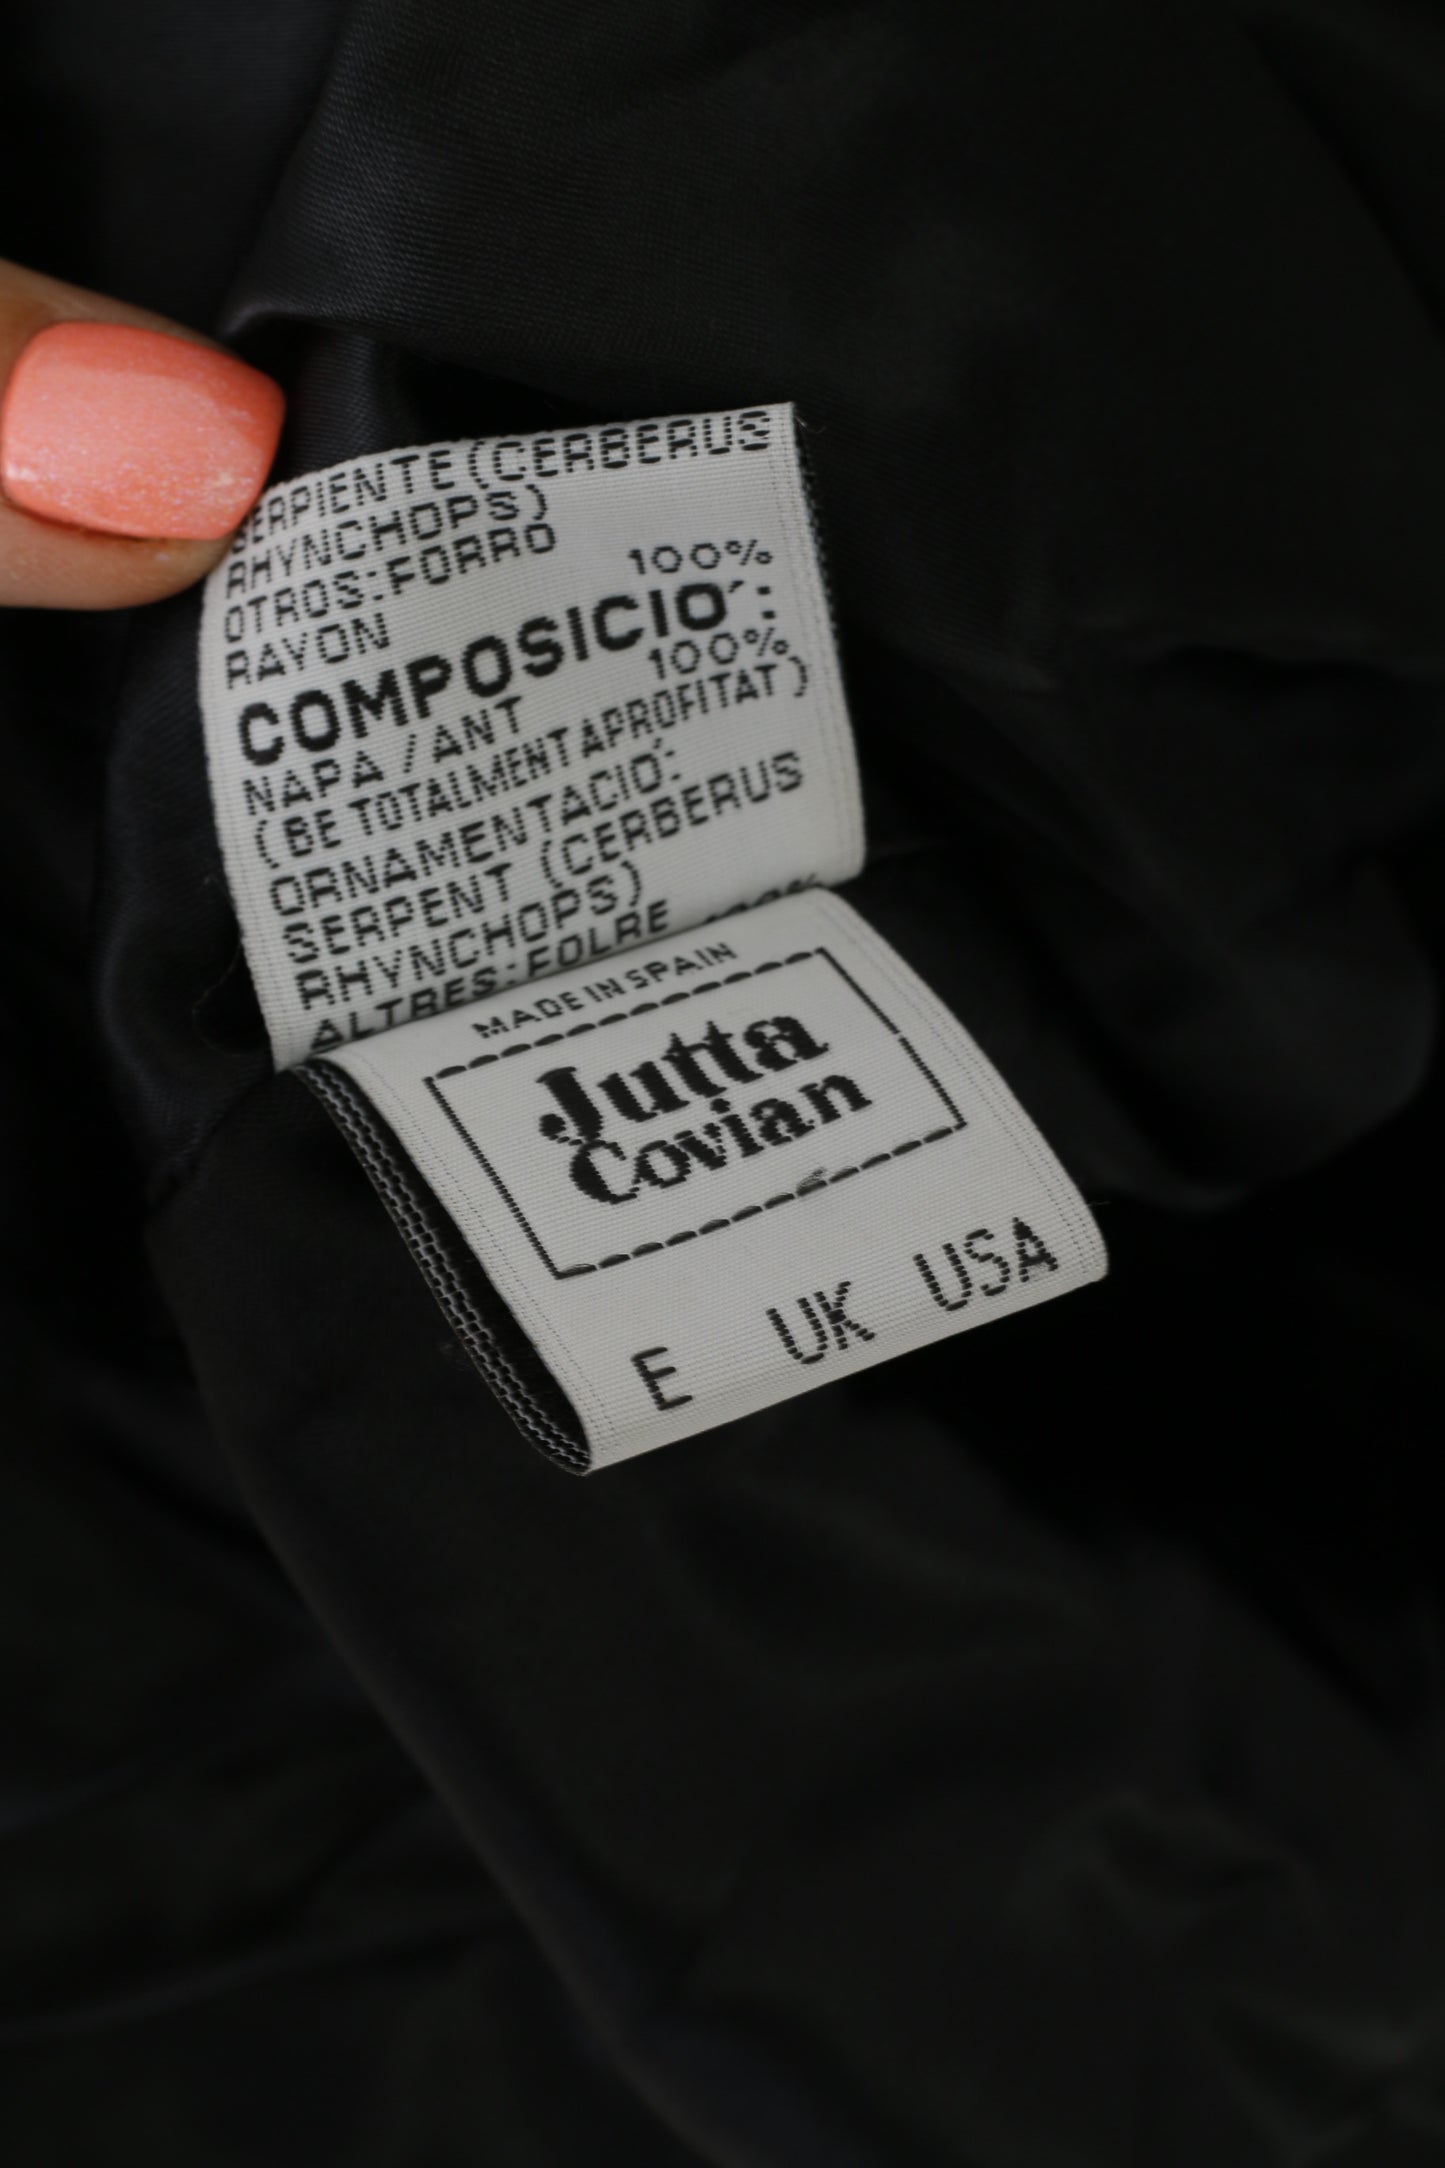 SERPIENTE (CERBERUS
RHYNCHOPS)
OTROS: FORRO
RAYON 100%
COMPOSICIO´:
NAPA / ANT 100%
(BE TOTALMENT APROFITAT)
ORNAMENTACIO´:
SERPENT (CERBERUS
RHYNCHOPS)
ALTRES: FOLRE 100%
MADE IN SPAIN
Jutta
Covian
E UK USA